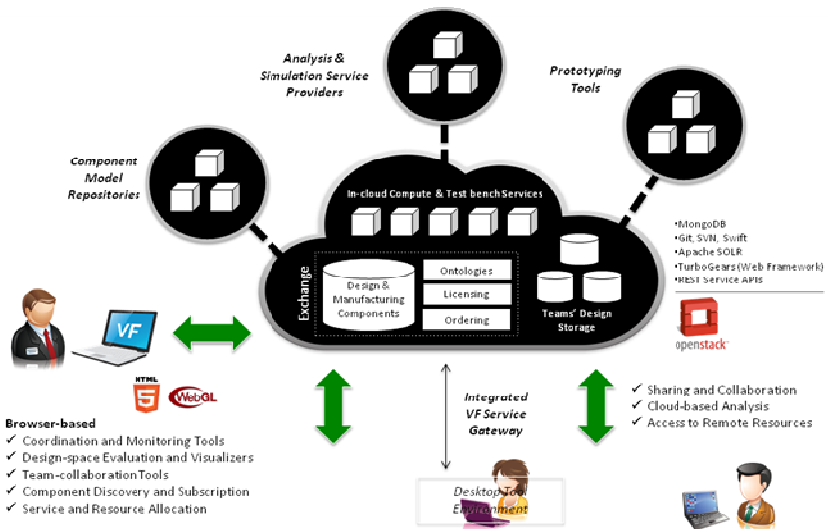 Analysis &
Simulation Service
Providers
Prototyping
Tools
Component
Model
Repositories
In-cloud Compute & Test bench Services
Exchange
Design &
Manufacturing
Components
Ontologies
Licensing
Ordering
Teams' Design
Storage
•MongoDB
•Git, SVN, Swift
•Apache SOLR
•TurboGears (Web Framework)
•REST Service APIs
openstack
VF
HTML
5
WebGL
Integrated
VF Service
Gateway
✓ Sharing and Collaboration
✓ Cloud-based Analysis
✓ Access to Remote Resources
Browser-based
✓ Coordination and Monitoring Tools
✓ Design-space Evaluation and Visualizers
✓ Team-collaboration Tools
✓ Component Discovery and Subscription
✓ Service and Resource Allocation
Desktop Tool
Environment